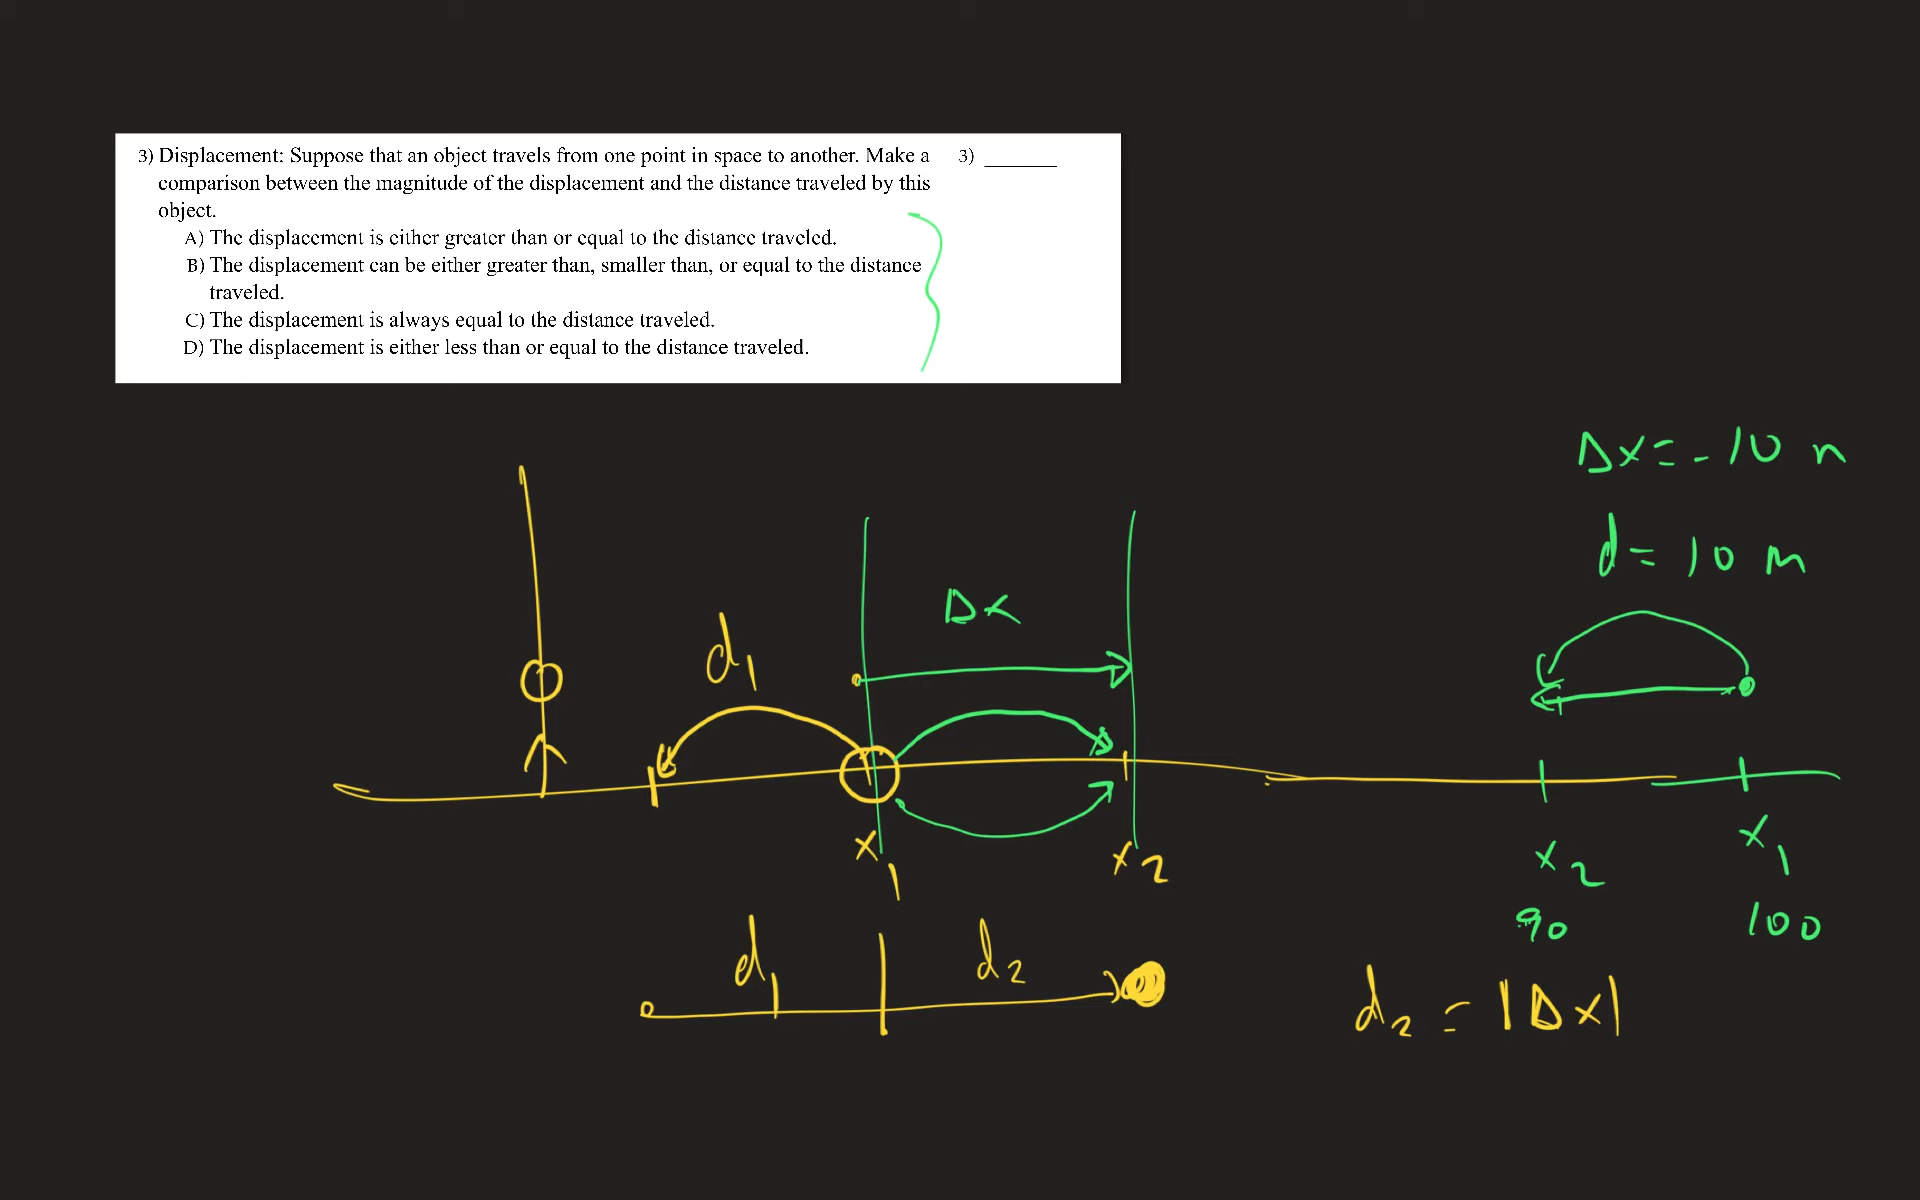 3) Displacement: Suppose that an object travels from one point in space to another. Make a 3) ______
comparison between the magnitude of the displacement and the distance traveled by this
object.
A) The displacement is either greater than or equal to the distance traveled.
B) The displacement can be either greater than, smaller than, or equal to the distance
traveled.
C) The displacement is always equal to the distance traveled.
D) The displacement is either less than or equal to the distance traveled.
Δx = -10 m
d = 10 m
Δx
d₁
x₁
x₂
x₂
x₁
90
100
d₁
d₂
d₂ = |Δx|